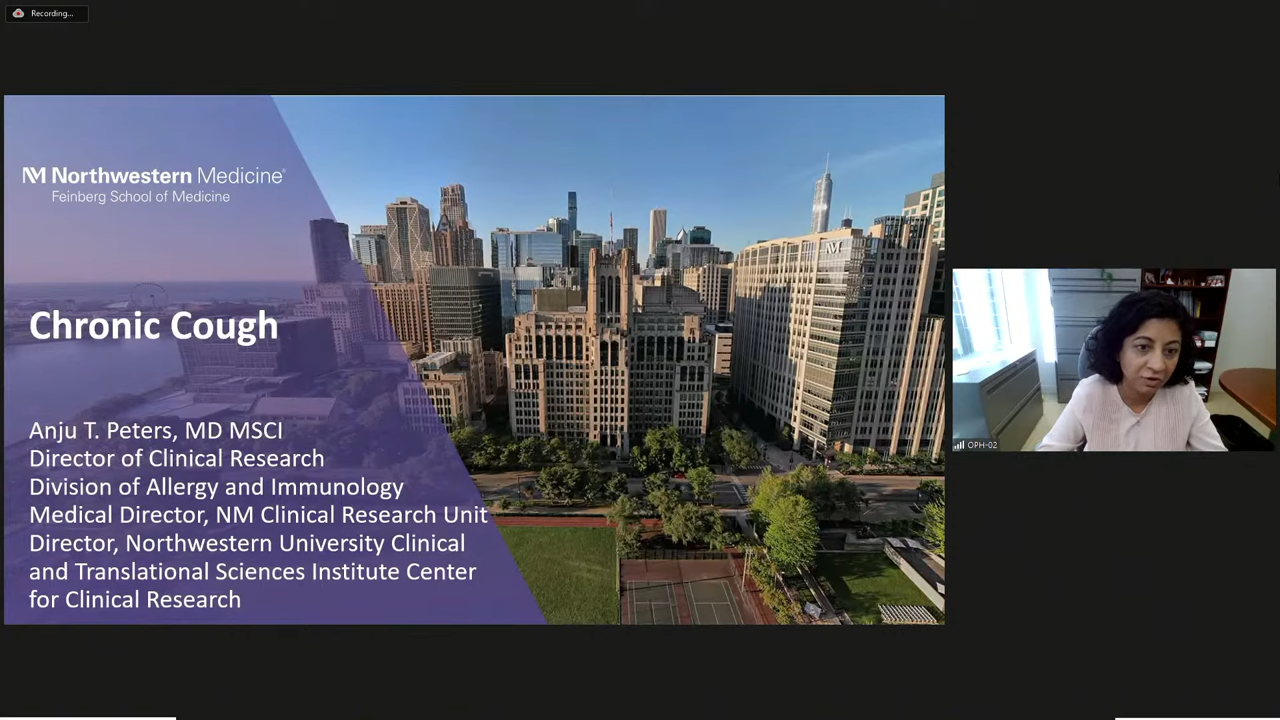 Recording...
Northwestern Medicine®
Feinberg School of Medicine
Chronic Cough
Anju T. Peters, MD MSCI
Director of Clinical Research
Division of Allergy and Immunology
Medical Director, NM Clinical Research Unit
Director, Northwestern University Clinical
and Translational Sciences Institute Center
for Clinical Research
OPH-02